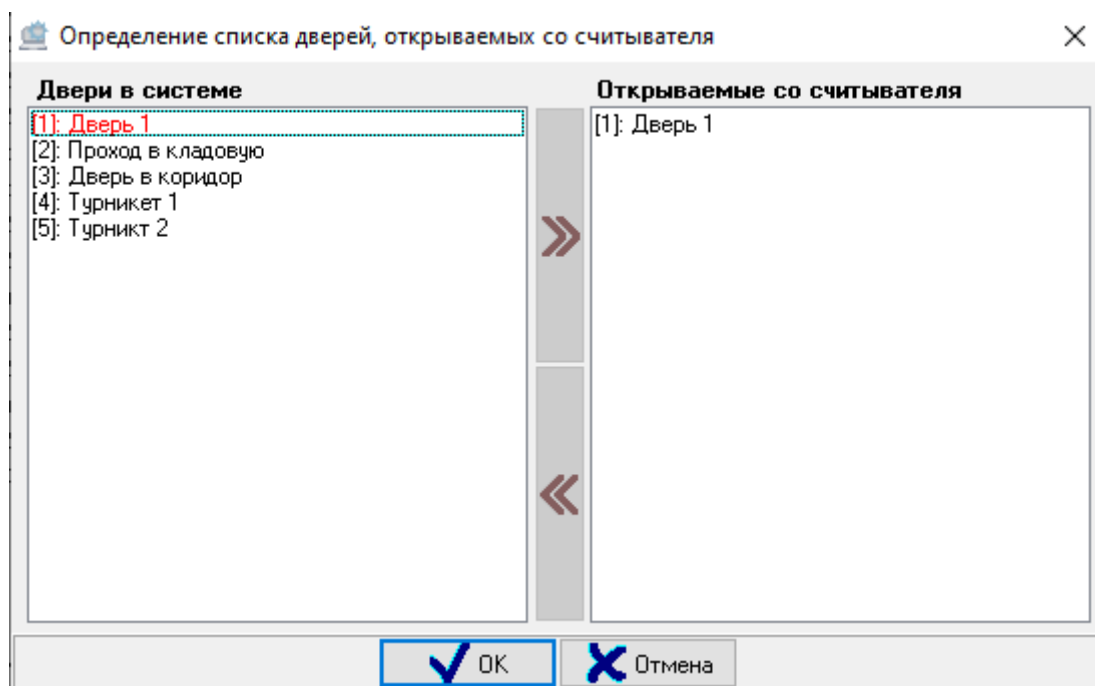 Определение списка дверей, открываемых со считывателя
Двери в системе
[1]: Дверь 1
[2]: Проход в кладовую
[3]: Дверь в коридор
[4]: Турникет 1
[5]: Турникт 2
Открываемые со считывателя
[1]: Дверь 1
OK
Отмена